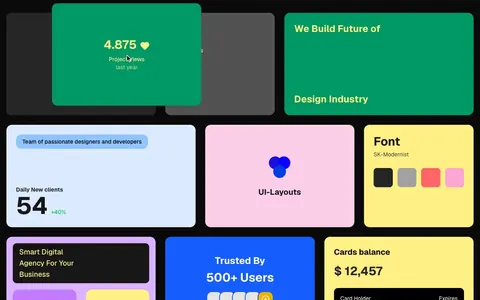 4.875
Project Views
last year
We Build Future of
Design Industry
Team of passionate designers and developers
Daily New clients
54 +40%
UI-Layouts
Font
SK-Modernist
Smart Digital
Agency For Your
Business
Trusted By
500+ Users
Cards balance
$ 12,457
Card Holder
Expires